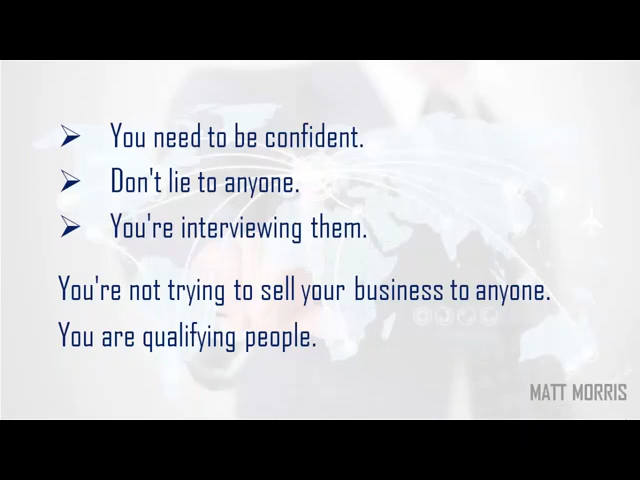 You need to be confident.
Don't lie to anyone.
You're interviewing them.
You're not trying to sell your business to anyone.
You are qualifying people.
MATT MORRIS